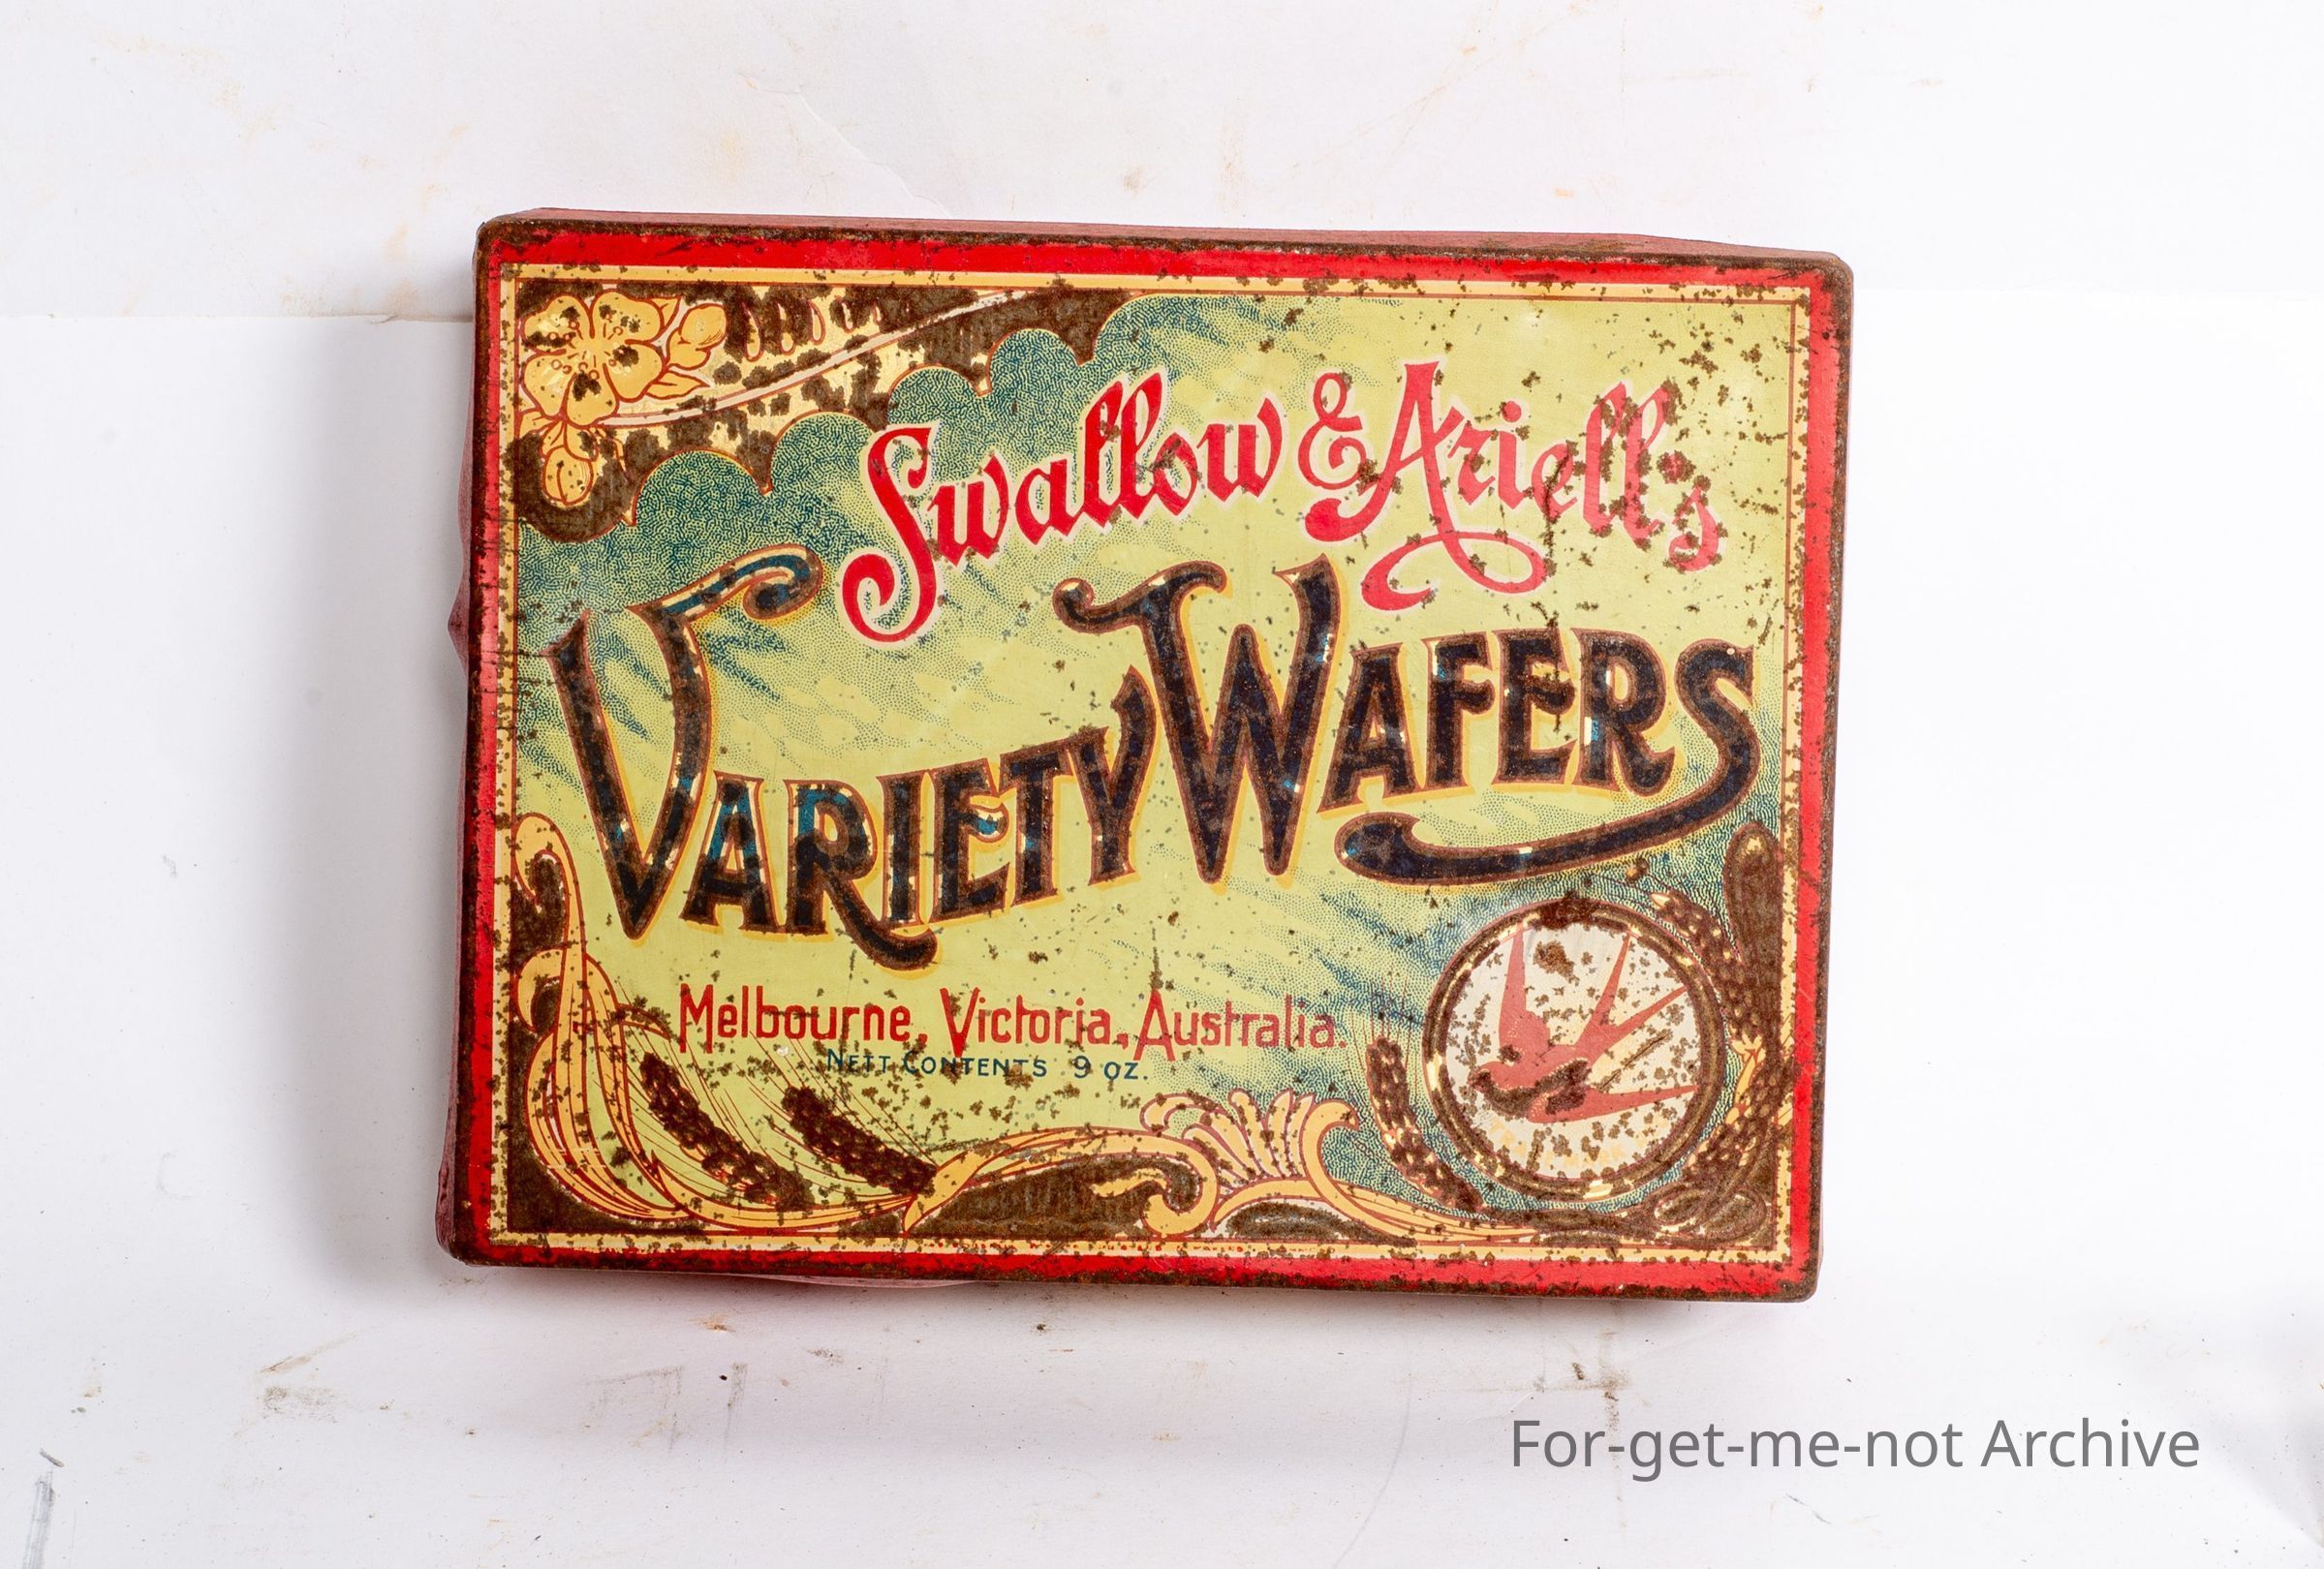 Swallow & Ariell's
VARIETY WAFERS
Melbourne, Victoria, Australia.
NETT CONTENTS 9 OZ.
For-get-me-not Archive